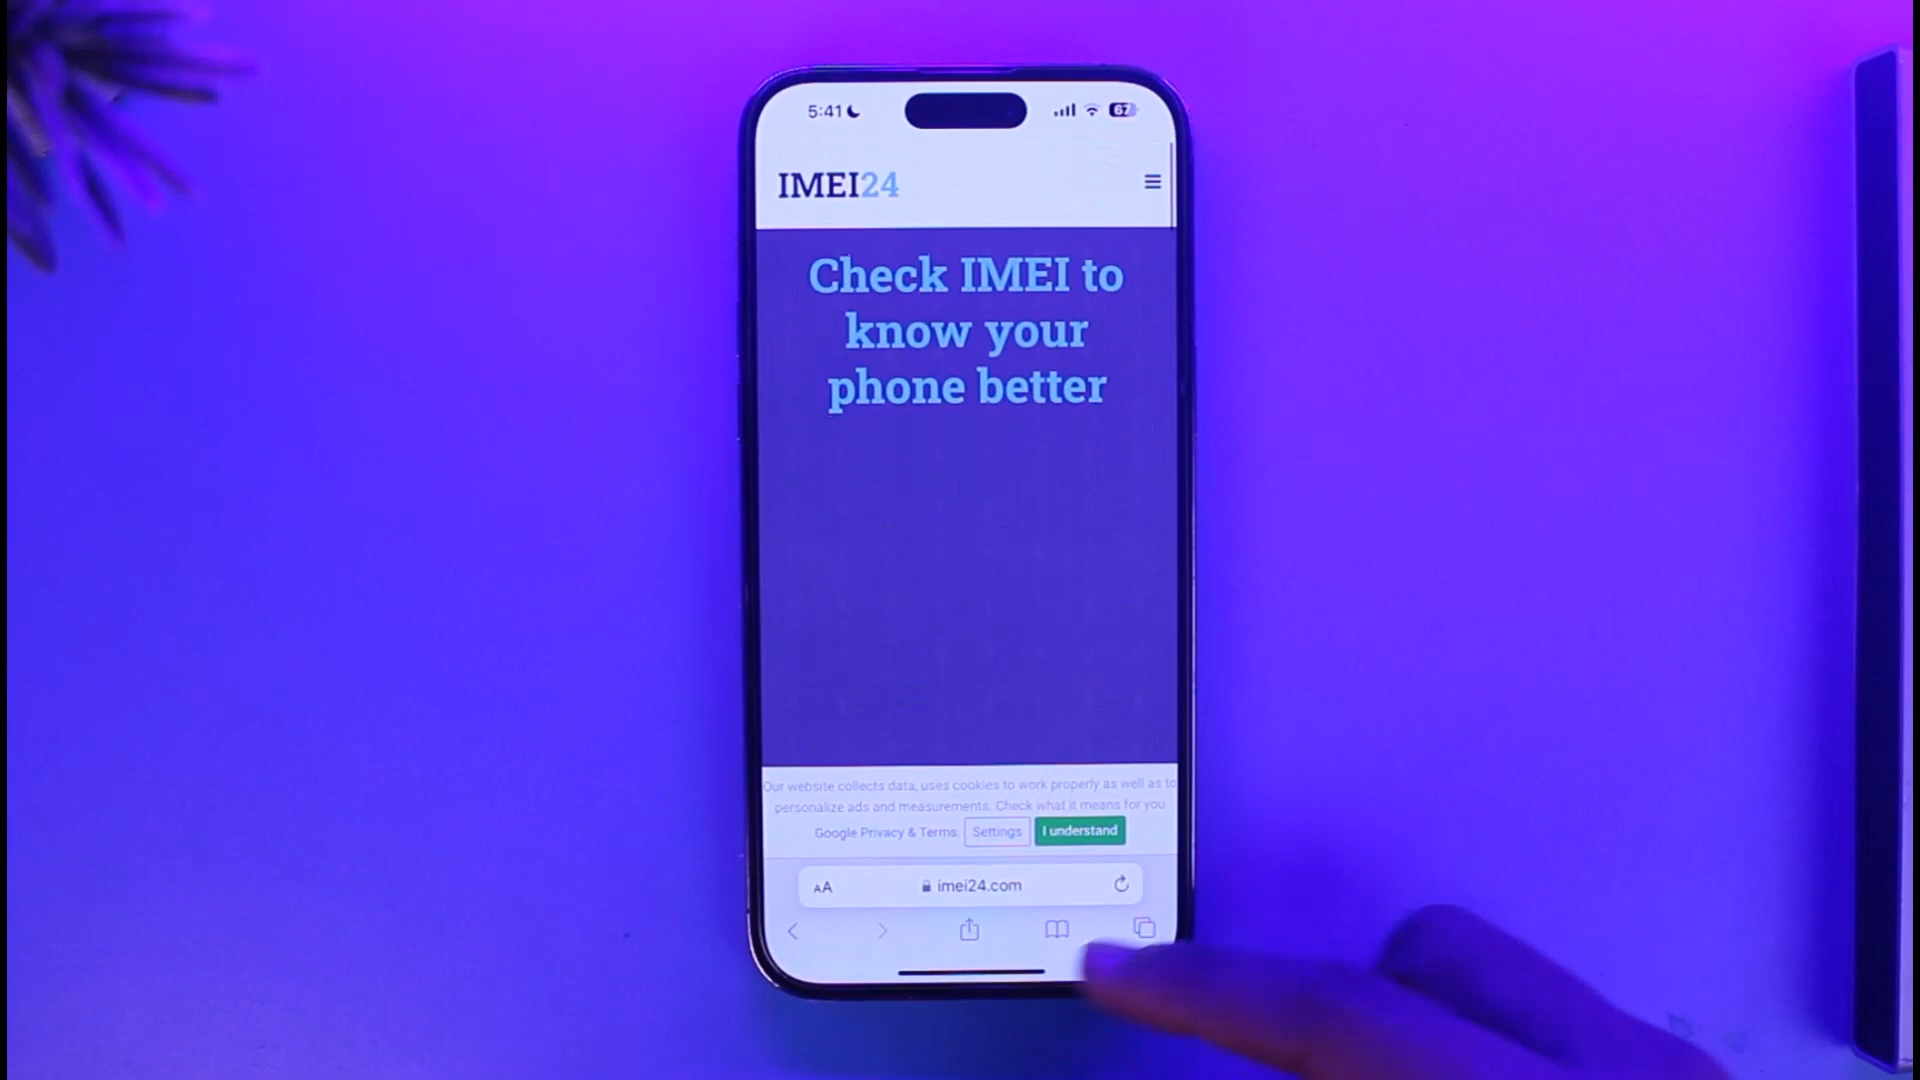 5:41
67
IMEI24
Check IMEI to
know your
phone better
Our website collects data, uses cookies to work properly as well as to
personalize ads and measurements. Check what it means for you
Google Privacy & Terms. Settings I understand
AA imei24.com